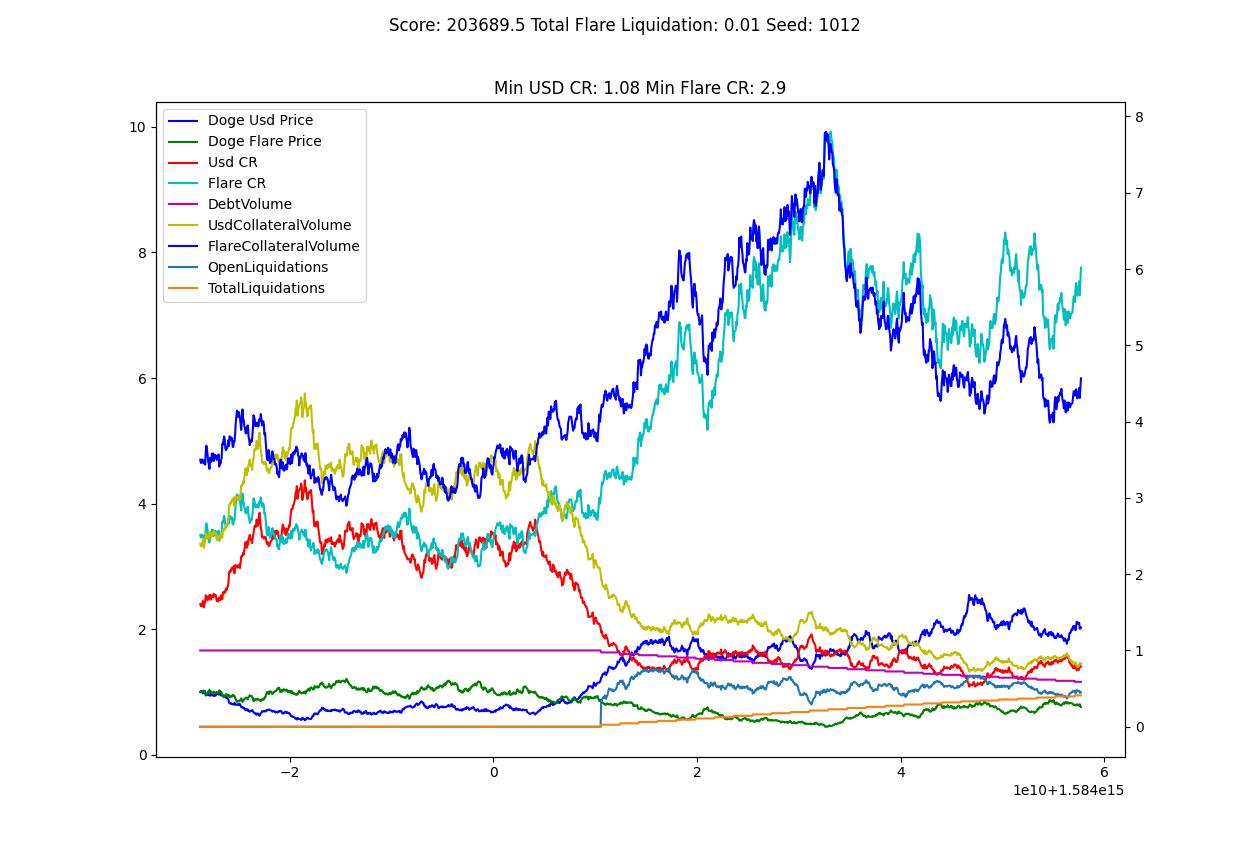 Score: 203689.5 Total Flare Liquidation: 0.01 Seed: 1012
Min USD CR: 1.08 Min Flare CR: 2.9
Doge Usd Price
Doge Flare Price
Usd CR
Flare CR
DebtVolume
UsdCollateralVolume
FlareCollateralVolume
OpenLiquidations
TotalLiquidations
10
8
6
4
2
0
8
7
6
5
4
3
2
1
0
−2
0
2
4
6
1e10+1.584e15